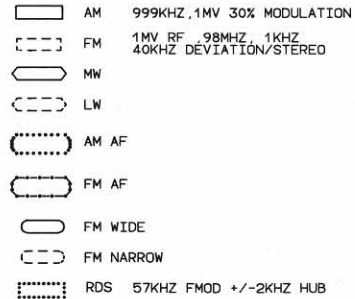 AM 999KHZ,1MV 30% MODULATION
FM 1MV RF ,98MHZ, 1KHZ
40KHZ DEVIATION/STEREO
MW
LW
AM AF
FM AF
FM WIDE
FM NARROW
RDS 57KHZ FMOD +/-2KHZ HUB